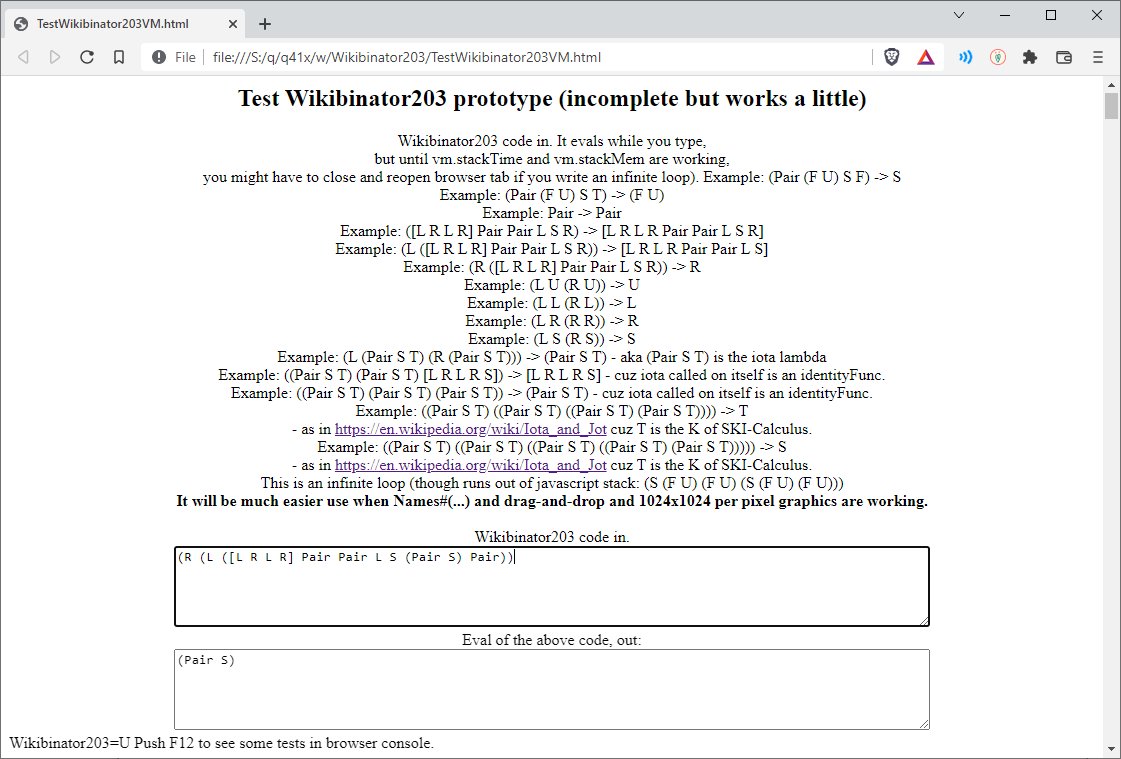 TestWikibinator203VM.html
File file:///S:/q/q41x/w/Wikibinator203/TestWikibinator203VM.html
Test Wikibinator203 prototype (incomplete but works a little)
Wikibinator203 code in. It evals while you type,
but until vm.stackTime and vm.stackMem are working,
you might have to close and reopen browser tab if you write an infinite loop). Example: (Pair (F U) S F) -> S
Example: (Pair (F U) S T) -> (F U)
Example: Pair -> Pair
Example: ([L R L R] Pair Pair L S R) -> [L R L R Pair Pair L S R]
Example: (L ([L R L R] Pair Pair L S R)) -> [L R L R Pair Pair L S]
Example: (R ([L R L R] Pair Pair L S R)) -> R
Example: (L U (R U)) -> U
Example: (L L (R L)) -> L
Example: (L R (R R)) -> R
Example: (L S (R S)) -> S
Example: (L (Pair S T) (R (Pair S T))) -> (Pair S T) - aka (Pair S T) is the iota lambda
Example: ((Pair S T) (Pair S T) [L R L R S]) -> [L R L R S] - cuz iota called on itself is an identityFunc.
Example: ((Pair S T) (Pair S T) (Pair S T)) -> (Pair S T) - cuz iota called on itself is an identityFunc.
Example: ((Pair S T) ((Pair S T) ((Pair S T) (Pair S T)))) -> T
- as in https://en.wikipedia.org/wiki/Iota_and_Jot cuz T is the K of SKI-Calculus.
Example: ((Pair S T) ((Pair S T) ((Pair S T) ((Pair S T) (Pair S T))))) -> S
- as in https://en.wikipedia.org/wiki/Iota_and_Jot cuz T is the K of SKI-Calculus.
This is an infinite loop (though runs out of javascript stack: (S (F U) (F U) (S (F U) (F U)))
It will be much easier use when Names#(...) and drag-and-drop and 1024x1024 per pixel graphics are working.
Wikibinator203 code in.
(R (L ([L R L R] Pair Pair L S (Pair S) Pair))
Eval of the above code, out:
(Pair S)
Wikibinator203=U Push F12 to see some tests in browser console.